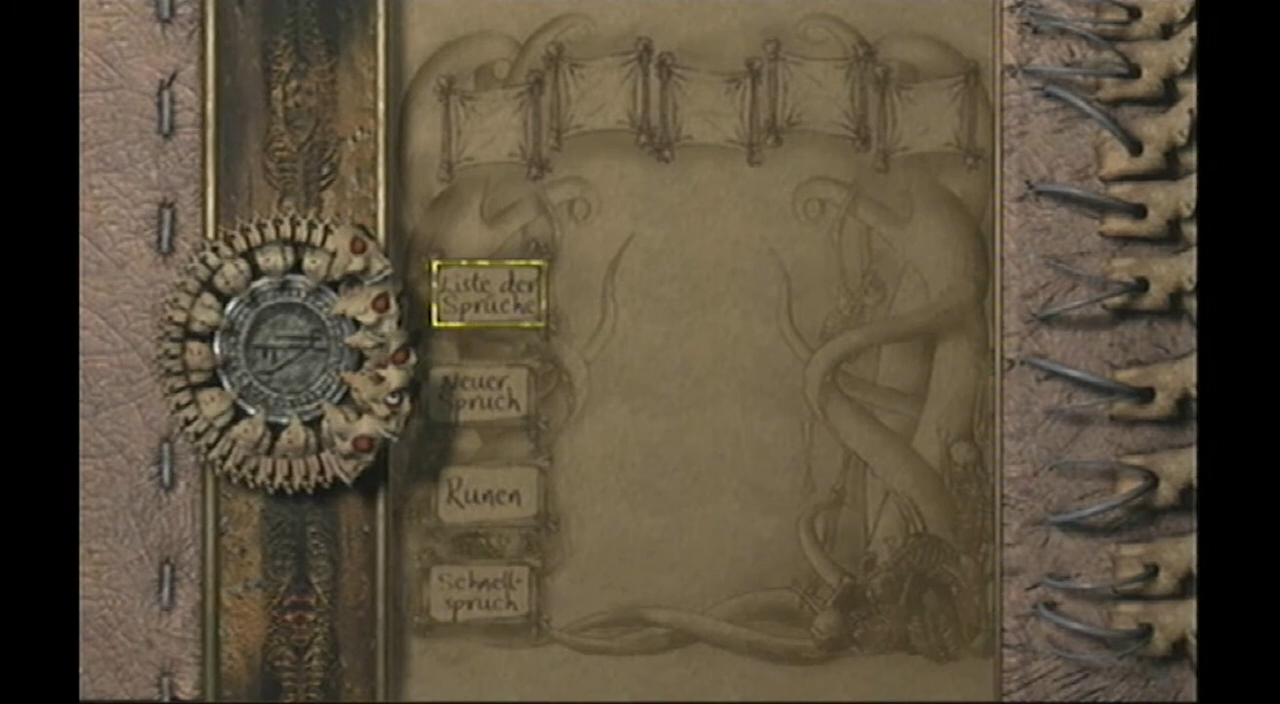 Liste der
Sprüche
Neuer
Spruch
Runen
Schnell-
spruch